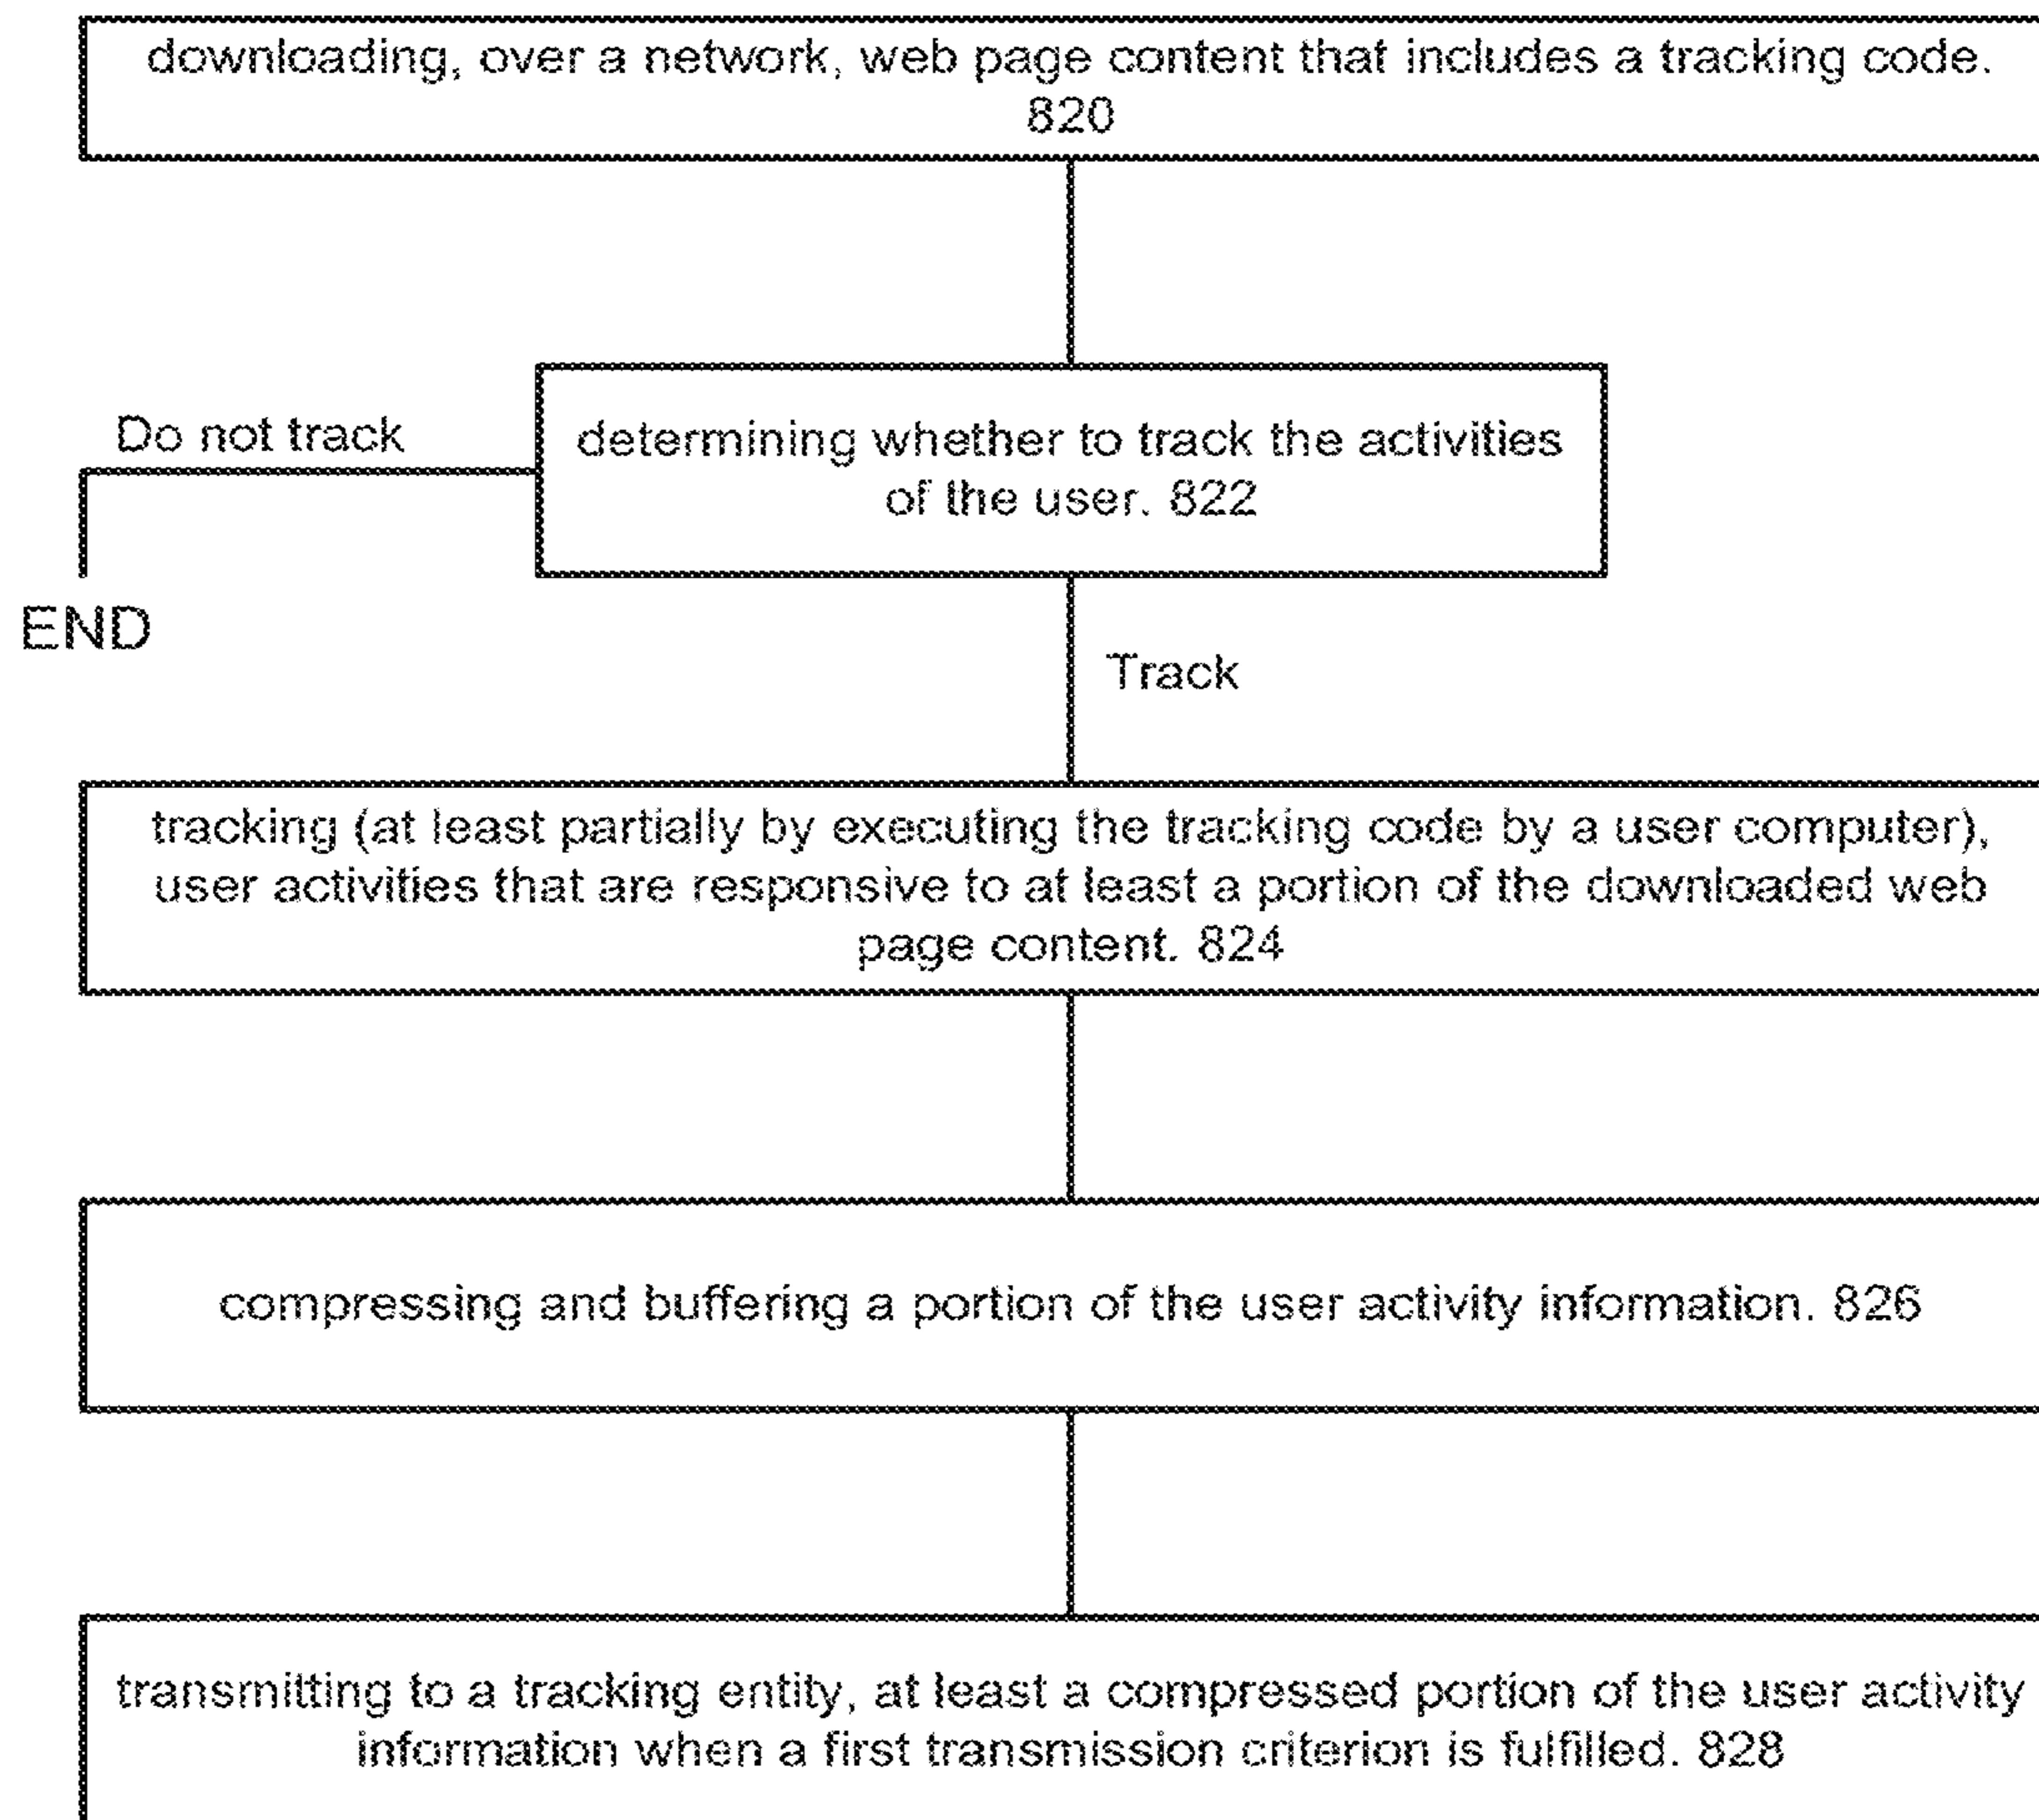 downloading, over a network, web page content that includes a tracking code.
820
Do not track
determining whether to track the activities
of the user. 822
END
Track
tracking (at least partially by executing the tracking code by a user computer),
user activities that are responsive to at least a portion of the downloaded web
page content. 824
compressing and buffering a portion of the user activity information. 826
transmitting to a tracking entity, at least a compressed portion of the user activity
information when a first transmission criterion is fulfilled. 828